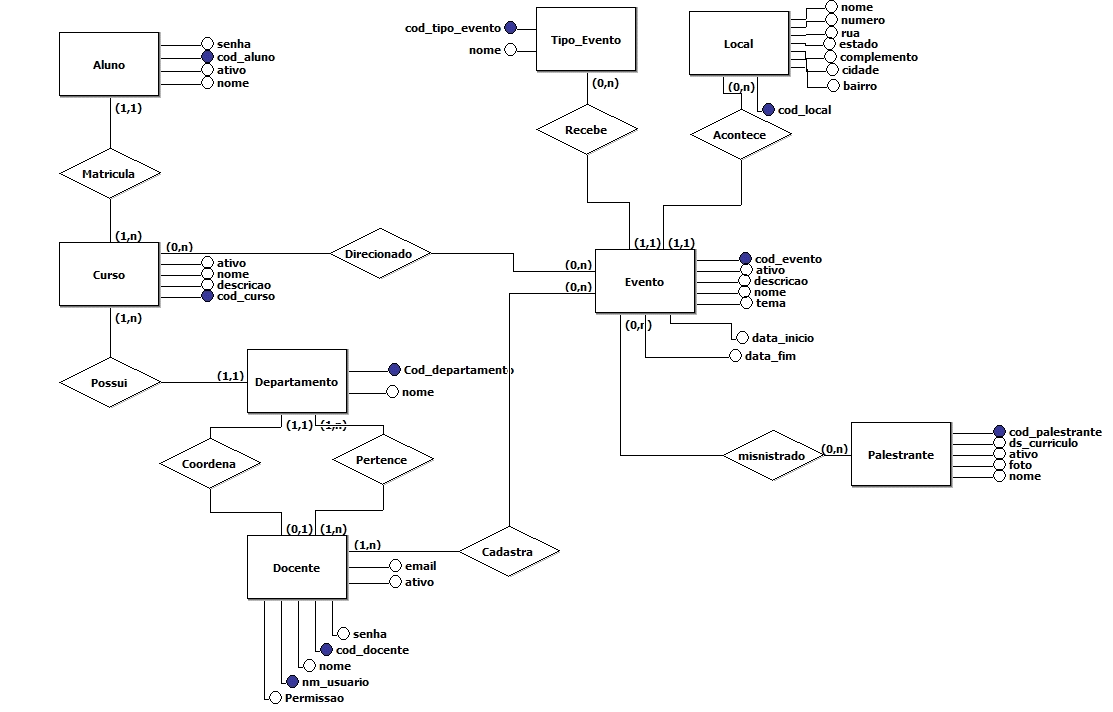 Aluno
senha
cod_aluno
ativo
nome
(1,1)
Matricula
(1,n)
Curso
(0,n)
ativo
nome
descricao
cod_curso
(1,n)
Possui
(1,1)
Direcionado
(0,n)
cod_tipo_evento
nome
Tipo_Evento
(0,n)
Recebe
(1,1)
Local
nome
numero
rua
estado
complemento
cidade
bairro
(0,n)
cod_local
Acontece
(1,1)
Evento
cod_evento
ativo
descricao
nome
tema
data_inicio
data_fim
(0,n)
(0,n)
Departamento
Cod_departamento
nome
(1,1)
(1,n)
Coordena
Pertence
(0,1)
(1,n)
Docente
(1,n)
Cadastra
email
ativo
senha
cod_docente
nome
nm_usuario
Permissao
misnistrado
(0,n)
Palestrante
cod_palestrante
ds_curriculo
ativo
foto
nome